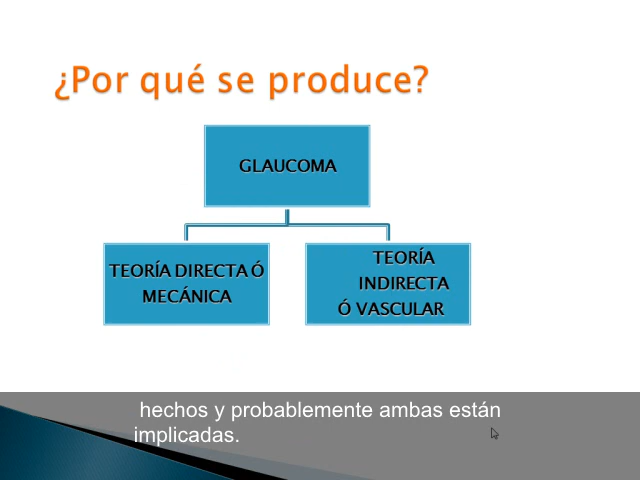 ¿Por qué se produce?
GLAUCOMA
TEORÍA DIRECTA Ó
MECÁNICA
TEORÍA
INDIRECTA
Ó VASCULAR
hechos y probablemente ambas están
implicadas.